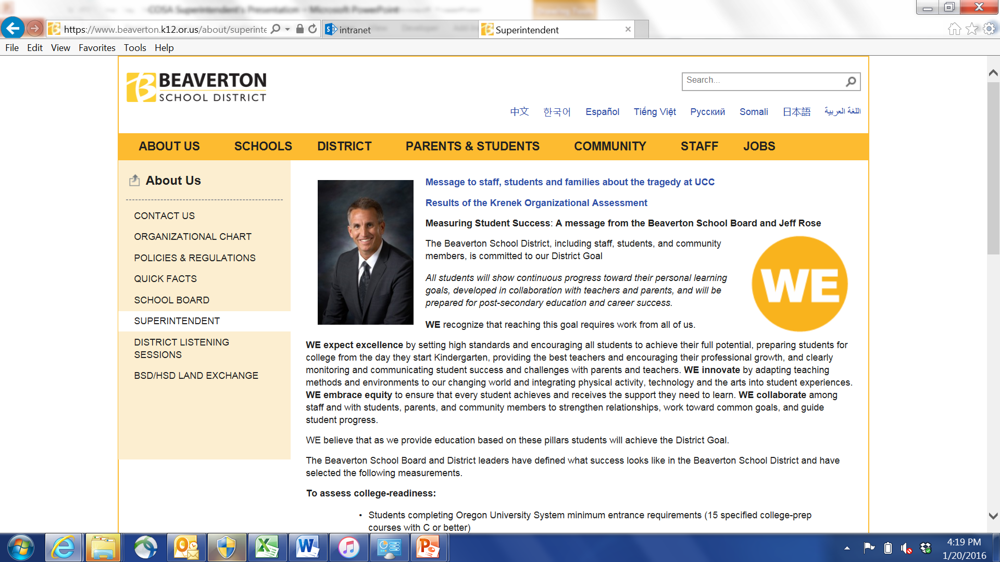 COSA Superintendent's Presentation - Microsoft PowerPoint
https://www.beaverton.k12.or.us/about/superinte
intranet
Superintendent
File Edit View Favorites Tools Help
BEAVERTON
SCHOOL DISTRICT
Search...
中文 한국어 Español Tiếng Việt Русский Somali 日本語 اللغة العربية
ABOUT US SCHOOLS DISTRICT PARENTS & STUDENTS COMMUNITY STAFF JOBS
About Us
CONTACT US
ORGANIZATIONAL CHART
POLICIES & REGULATIONS
QUICK FACTS
SCHOOL BOARD
SUPERINTENDENT
DISTRICT LISTENING
SESSIONS
BSD/HSD LAND EXCHANGE
Message to staff, students and families about the tragedy at UCC
Results of the Krenek Organizational Assessment
Measuring Student Success: A message from the Beaverton School Board and Jeff Rose
The Beaverton School District, including staff, students, and community
members, is committed to our District Goal
All students will show continuous progress toward their personal learning
goals, developed in collaboration with teachers and parents, and will be
prepared for post-secondary education and career success.
WE
WE recognize that reaching this goal requires work from all of us.
WE expect excellence by setting high standards and encouraging all students to achieve their full potential, preparing students for
college from the day they start Kindergarten, providing the best teachers and encouraging their professional growth, and clearly
monitoring and communicating student success and challenges with parents and teachers. WE innovate by adapting teaching
methods and environments to our changing world and integrating physical activity, technology and the arts into student experiences.
WE embrace equity to ensure that every student achieves and receives the support they need to learn. WE collaborate among
staff and with students, parents, and community members to strengthen relationships, work toward common goals, and guide
student progress.
WE believe that as we provide education based on these pillars students will achieve the District Goal.
The Beaverton School Board and District leaders have defined what success looks like in the Beaverton School District and have
selected the following measurements.
To assess college-readiness:
• Students completing Oregon University System minimum entrance requirements (15 specified college-prep
courses with C or better)
4:19 PM
1/20/2016